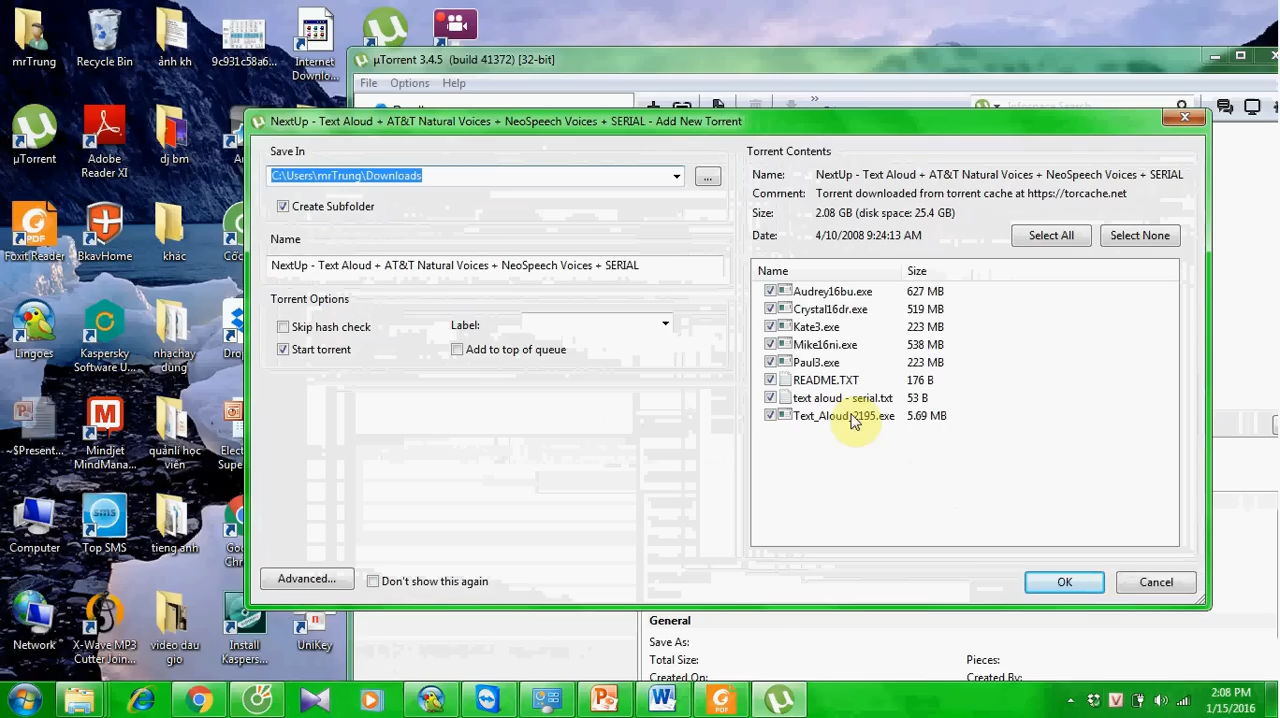 mrTrung
Recycle Bin
ảnh kh
9c931c58a6...
Internet
Downlo...
µTorrent 3.4.5 (build 41372) [32-bit]
File Options Help
NextUp - Text Aloud + AT&T Natural Voices + NeoSpeech Voices + SERIAL - Add New Torrent
Save In
C:\Users\mrTrung\Downloads
...
Create Subfolder
Name
NextUp - Text Aloud + AT&T Natural Voices + NeoSpeech Voices + SERIAL
Torrent Options
Skip hash check
Label:
Start torrent
Add to top of queue
Advanced...
Don't show this again
Torrent Contents
Name: NextUp - Text Aloud + AT&T Natural Voices + NeoSpeech Voices + SERIAL
Comment: Torrent downloaded from torrent cache at https://torcache.net
Size: 2.08 GB (disk space: 25.4 GB)
Date: 4/10/2008 9:24:13 AM
Select All
Select None
Name Size
Audrey16bu.exe 627 MB
Crystal16dr.exe 519 MB
Kate3.exe 223 MB
Mike16ni.exe 538 MB
Paul3.exe 223 MB
README.TXT 176 B
text aloud - serial.txt 53 B
Text_Aloud_2195.exe 5.69 MB
OK
Cancel
µTorrent
Adobe
Reader XI
dj bm
Foxit Reader
BkavHome
khac
Cốc
Lingoes
Kaspersky
Software U...
nhachay
dùng
~$Present...
Mindjet
MindMana...
quảnlí học
viên
Elect
Supe
Computer
Top SMS
tieng anh
Network
X-Wave MP3
Cutter Join...
video dau
gio
Install
Kaspers...
UniKey
General
Save As:
Total Size:
Pieces:
Created On:
2:08 PM
1/15/2016